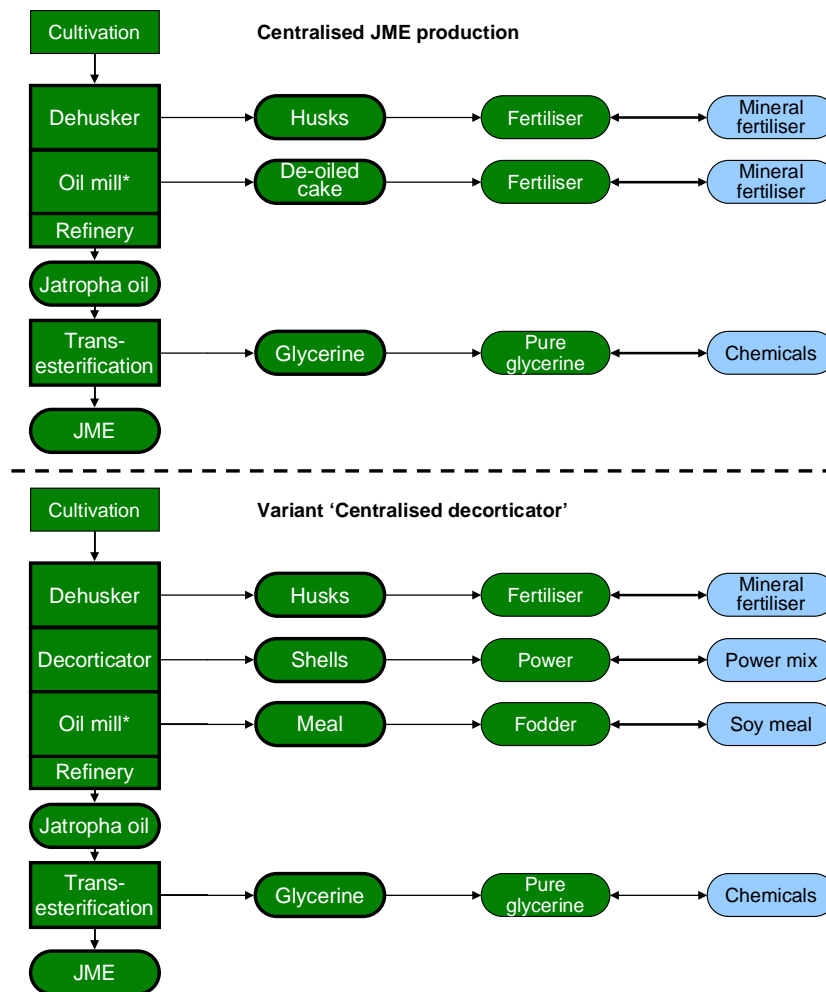 Cultivation
Centralised JME production
Dehusker
Husks
Fertiliser
Mineral
fertiliser
Oil mill*
De-oiled
cake
Fertiliser
Mineral
fertiliser
Refinery
Jatropha oil
Trans-
esterification
Glycerine
Pure
glycerine
Chemicals
JME
Cultivation
Variant ‘Centralised decorticator’
Dehusker
Husks
Fertiliser
Mineral
fertiliser
Decorticator
Shells
Power
Power mix
Oil mill*
Meal
Fodder
Soy meal
Refinery
Jatropha oil
Trans-
esterification
Glycerine
Pure
glycerine
Chemicals
JME